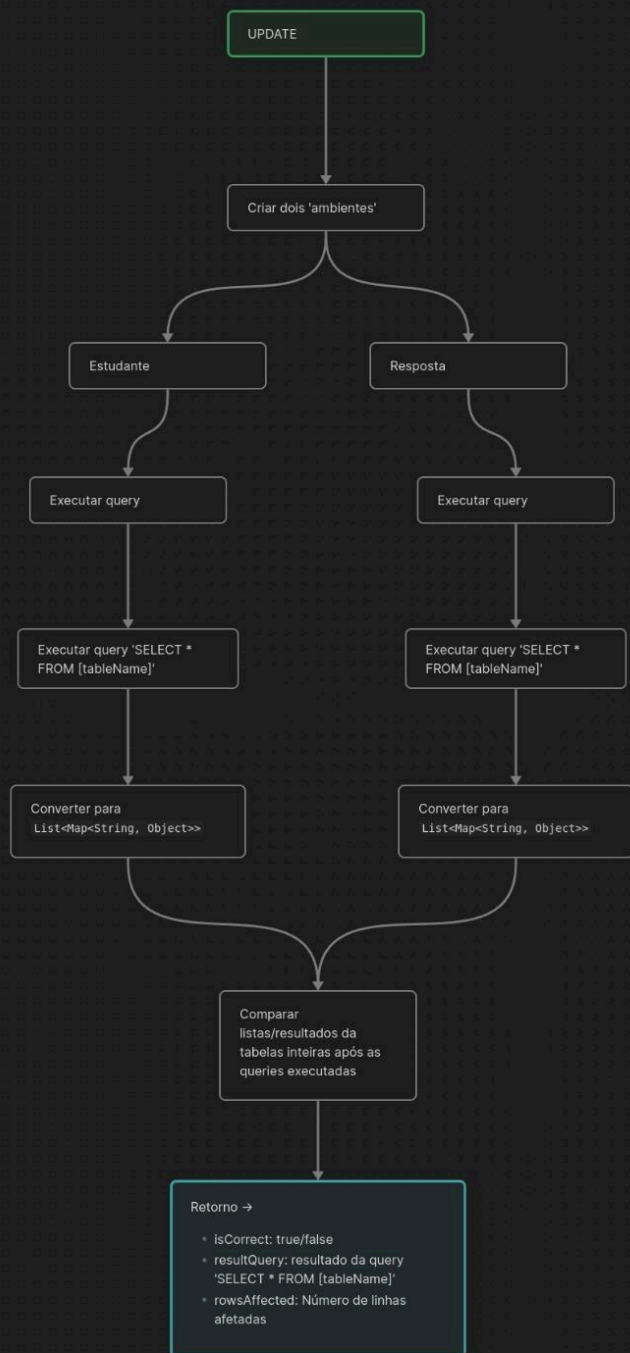 UPDATE
Criar dois 'ambientes'
Estudante
Resposta
Executar query
Executar query
Executar query 'SELECT *
FROM [tableName]'
Executar query 'SELECT *
FROM [tableName]'
Converter para
List<Map<String, Object>>
Converter para
List<Map<String, Object>>
Comparar
listas/resultados da
tabelas inteiras após as
queries executadas
Retorno →
• isCorrect: true/false
• resultQuery: resultado da query
'SELECT * FROM [tableName]'
• rowsAffected: Número de linhas
afetadas